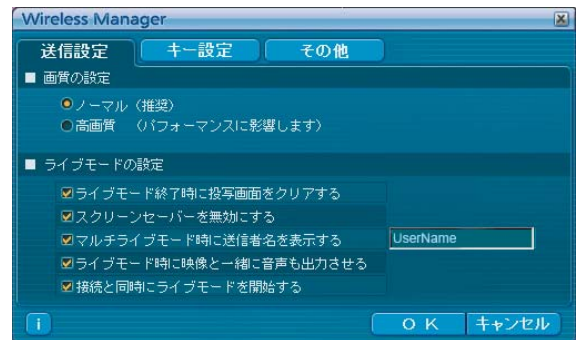 Wireless Manager
送信設定 キー設定 その他
■ 画質の設定
ノーマル（推奨）
高画質 （パフォーマンスに影響します）
■ ライブモードの設定
ライブモード終了時に投写画面をクリアする
スクリーンセーバーを無効にする
マルチライブモード時に送信者名を表示する UserName
ライブモード時に映像と一緒に音声も出力させる
接続と同時にライブモードを開始する
i OK キャンセル